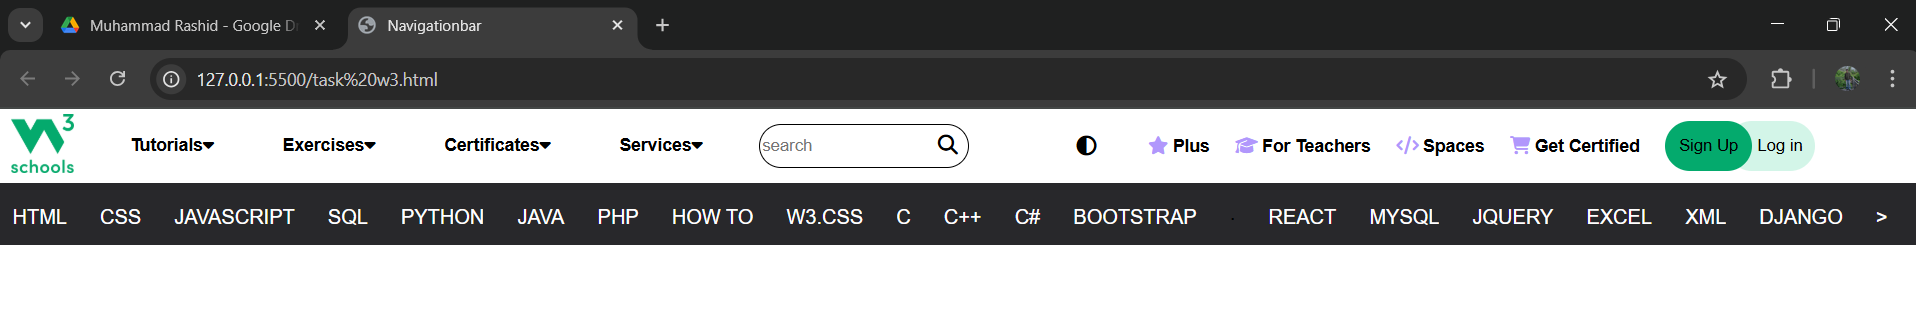 Muhammad Rashid - Google Dr
Navigationbar
127.0.0.1:5500/task%20w3.html
3
schools
Tutorials
Exercises
Certificates
Services
search
Plus
For Teachers
Spaces
Get Certified
Sign Up
Log in
HTML CSS JAVASCRIPT SQL PYTHON JAVA PHP HOW TO W3.CSS C C++ C# BOOTSTRAP . REACT MYSQL JQUERY EXCEL XML DJANGO >